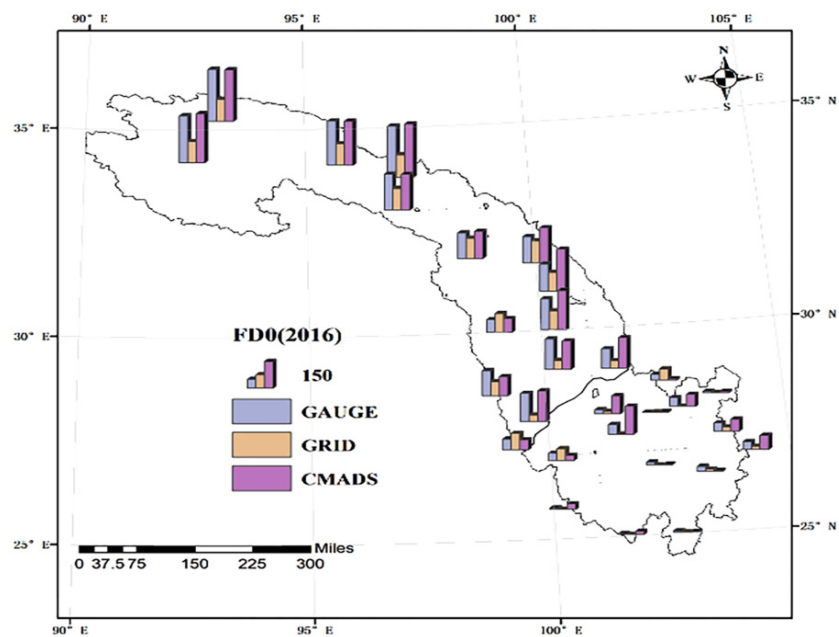 90° E 95° E 100° E 105° E
N
W E
S
35° E
35° N
30° E
30° N
25° E
25° N
FD0(2016)
150
GAUGE
GRID
CMADS
Miles
0 37.5 75 150 225 300
90° E 95° E 100° E